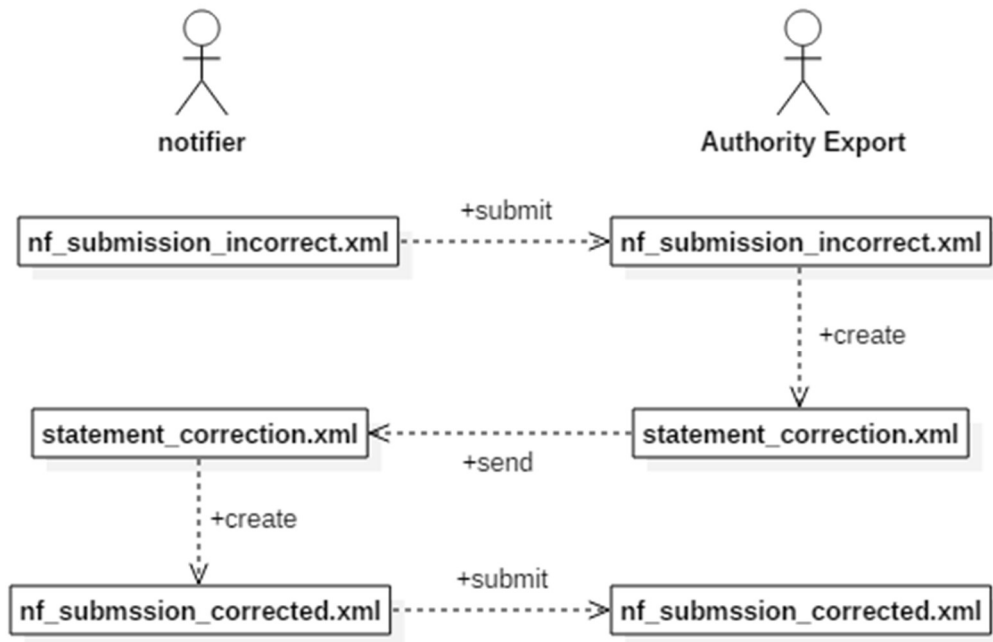 notifier
Authority Export
+submit
nf_submission_incorrect.xml
nf_submission_incorrect.xml
+create
statement_correction.xml
statement_correction.xml
+send
+create
+submit
nf_submssion_corrected.xml
nf_submssion_corrected.xml